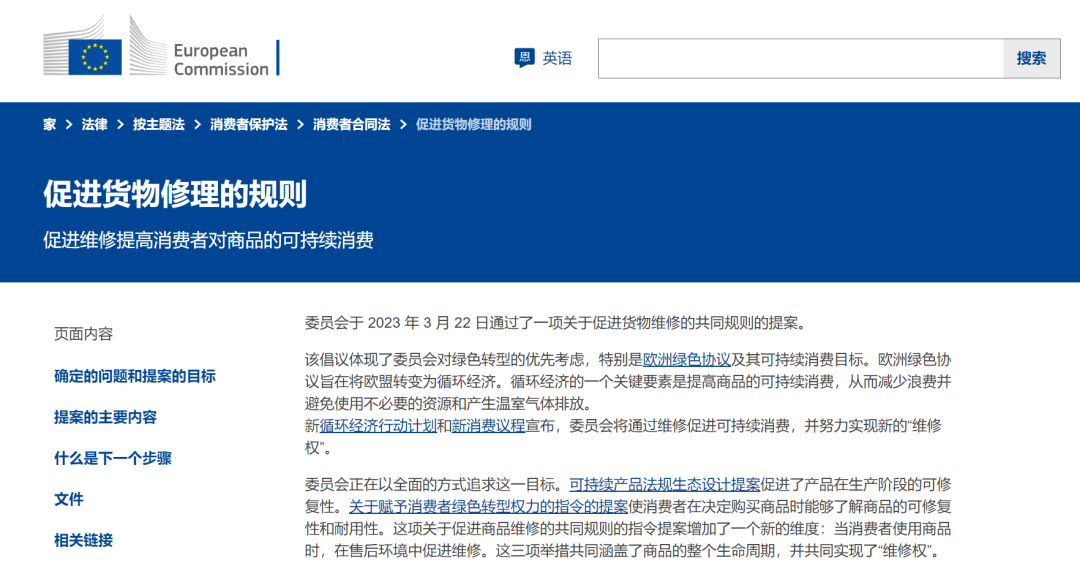 European
Commission
恩
英语
搜索
家 > 法律 > 按主题法 > 消费者保护法 > 消费者合同法 > 促进货物修理的规则
促进货物修理的规则
促进维修提高消费者对商品的可持续消费
页面内容
确定的问题和提案的目标
提案的主要内容
什么是下一个步骤
文件
相关链接
委员会于 2023 年 3 月 22 日通过了一项关于促进货物维修的共同规则的提案。
该倡议体现了委员会对绿色转型的优先考虑，特别是欧洲绿色协议及其可持续消费目标。欧洲绿色协
议旨在将欧盟转变为循环经济。循环经济的一个关键要素是提高商品的可持续消费，从而减少浪费并
避免使用不必要的资源和产生温室气体排放。
新循环经济行动计划和新消费议程宣布，委员会将通过维修促进可持续消费，并努力实现新的“维修
权”。
委员会正在以全面的方式追求这一目标。可持续产品法规生态设计提案促进了产品在生产阶段的可修
复性。关于赋予消费者绿色转型权力的指令的提案使消费者在决定购买商品时能够了解商品的可修复
性和耐用性。这项关于促进商品维修的共同规则的指令提案增加了一个新的维度：当消费者使用商品
时，在售后环境中促进维修。这三项举措共同涵盖了商品的整个生命周期，并共同实现了“维修权”。